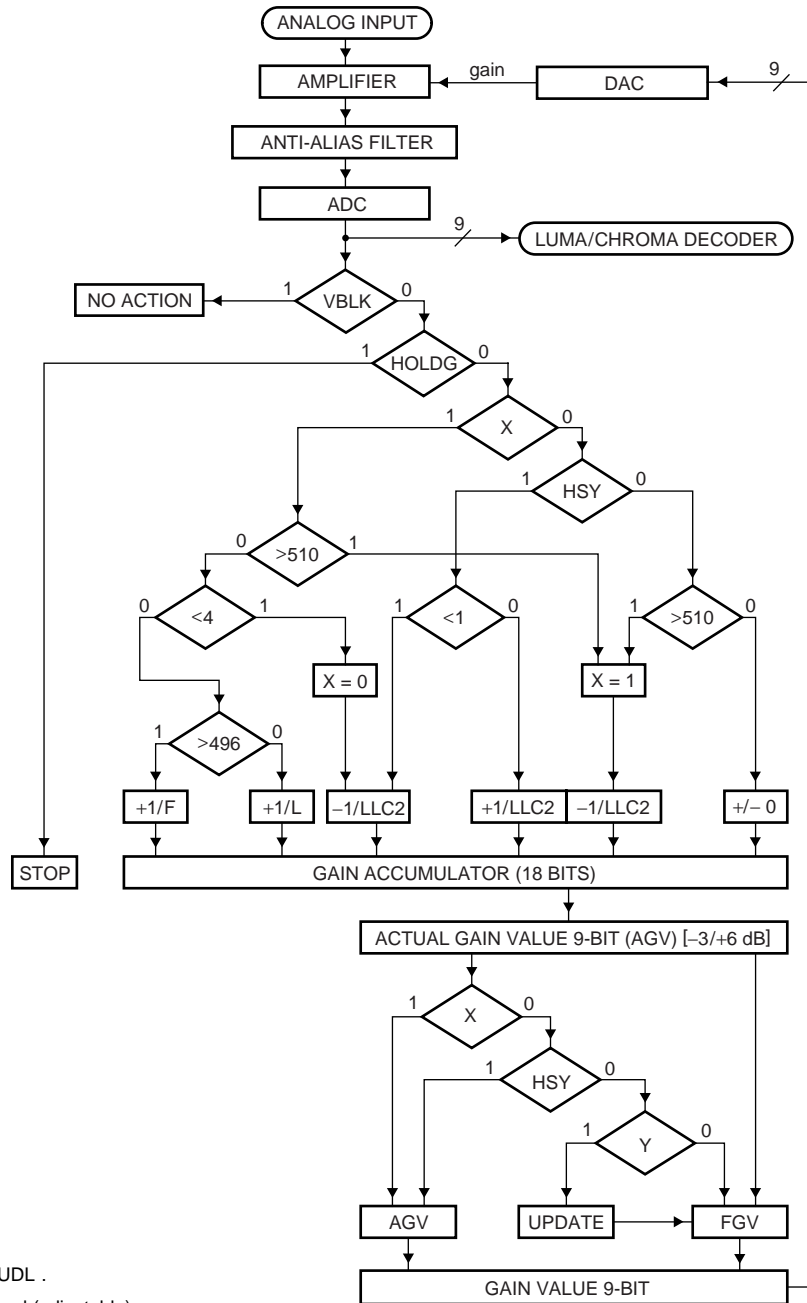 ANALOG INPUT
AMPLIFIER
gain
DAC
9
ANTI-ALIAS FILTER
ADC
9
LUMA/CHROMA DECODER
NO ACTION
1
VBLK
0
1
HOLDG
0
1
X
0
1
HSY
0
0
>510
1
0
<4
1
1
<1
0
1
>510
0
X = 0
X = 1
1
>496
0
+1/F
+1/L
−1/LLC2
+1/LLC2
−1/LLC2
+/− 0
STOP
GAIN ACCUMULATOR (18 BITS)
ACTUAL GAIN VALUE 9-BIT (AGV) [−3/+6 dB]
1
X
0
1
HSY
0
1
Y
0
AGV
UPDATE
FGV
UDL .
GAIN VALUE 9-BIT